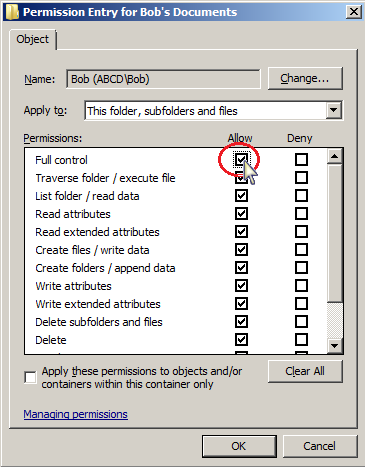 Permission Entry for Bob's Documents
Object
Name: Bob (ABCD\Bob) Change...
Apply to: This folder, subfolders and files
Permissions: Allow Deny
Full control
Traverse folder / execute file
List folder / read data
Read attributes
Read extended attributes
Create files / write data
Create folders / append data
Write attributes
Write extended attributes
Delete subfolders and files
Delete
Apply these permissions to objects and/or
containers within this container only
Clear All
Managing permissions
OK Cancel